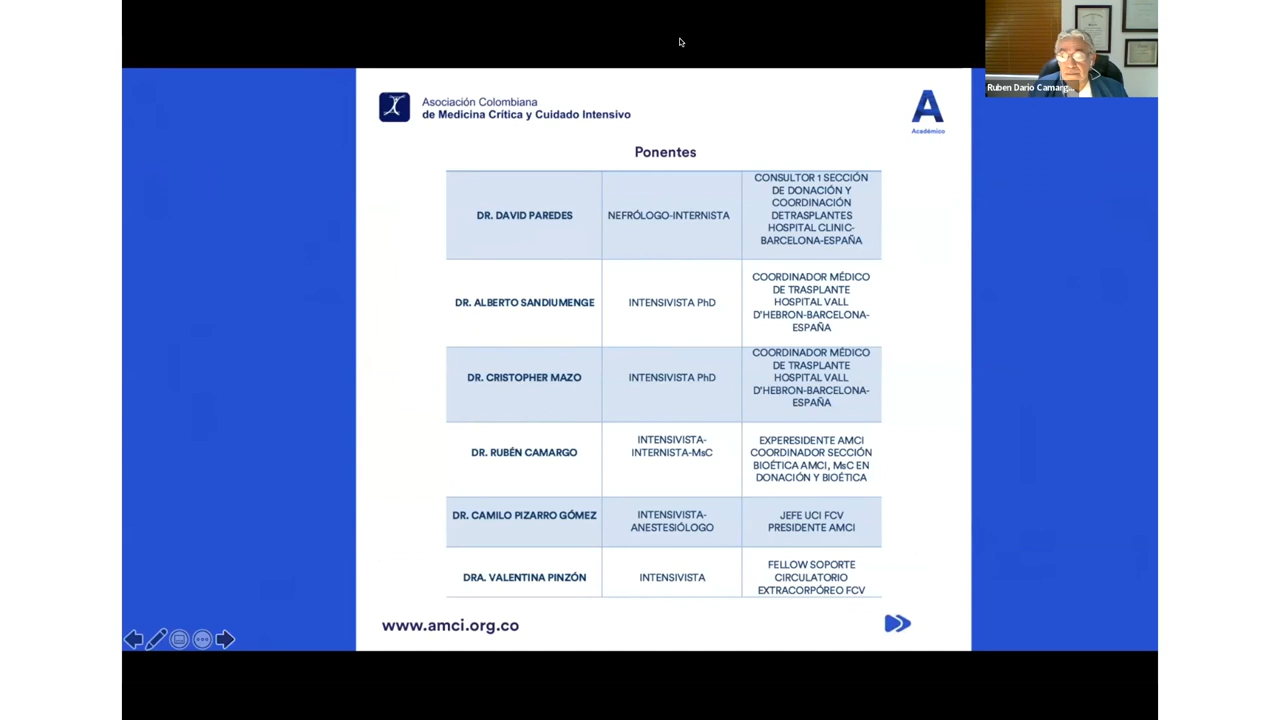 Ruben Dario Camarg...
Asociación Colombiana
de Medicina Crítica y Cuidado Intensivo
A
Académico
Ponentes
DR. DAVID PAREDES
NEFRÓLOGO-INTERNISTA
CONSULTOR 1 SECCIÓN
DE DONACIÓN Y
COORDINACIÓN
DETRASPLANTES
HOSPITAL CLINIC-
BARCELONA-ESPAÑA
DR. ALBERTO SANDIUMENGE
INTENSIVISTA PhD
COORDINADOR MÉDICO
DE TRASPLANTE
HOSPITAL VALL
D'HEBRON-BARCELONA-
ESPAÑA
DR. CRISTOPHER MAZO
INTENSIVISTA PhD
COORDINADOR MÉDICO
DE TRASPLANTE
HOSPITAL VALL
D'HEBRON-BARCELONA-
ESPAÑA
DR. RUBÉN CAMARGO
INTENSIVISTA-
INTERNISTA-MsC
EXPERESIDENTE AMCI
COORDINADOR SECCIÓN
BIOÉTICA AMCI, MsC EN
DONACIÓN Y BIOÉTICA
DR. CAMILO PIZARRO GÓMEZ
INTENSIVISTA-
ANESTESIÓLOGO
JEFE UCI FCV
PRESIDENTE AMCI
DRA. VALENTINA PINZÓN
INTENSIVISTA
FELLOW SOPORTE
CIRCULATORIO
EXTRACORPÓREO FCV
www.amci.org.co